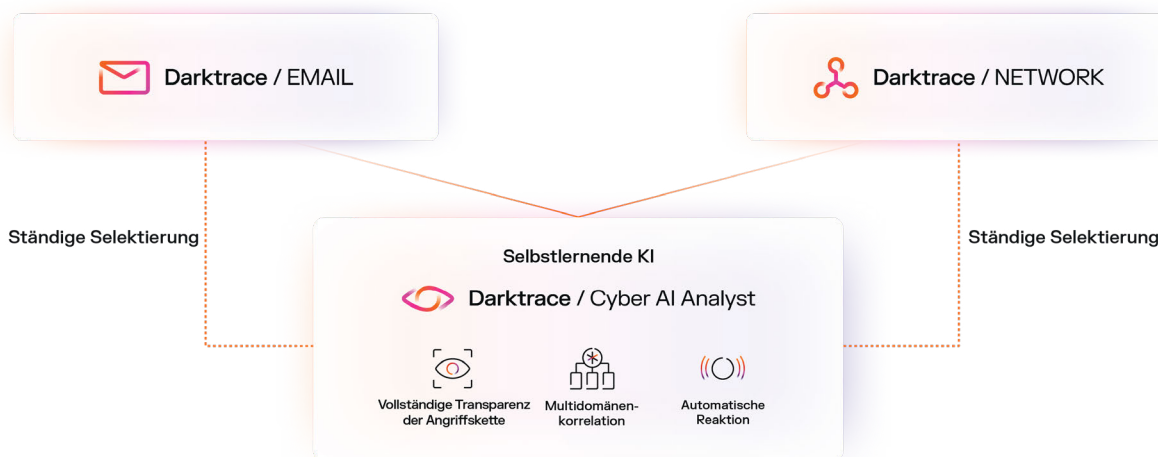 Darktrace / EMAIL
Darktrace / NETWORK
Ständige Selektierung
Ständige Selektierung
Selbstlernende KI
Darktrace / Cyber AI Analyst
Vollständige Transparenz
der Angriffskette
Multidomänen-
korrelation
Automatische
Reaktion